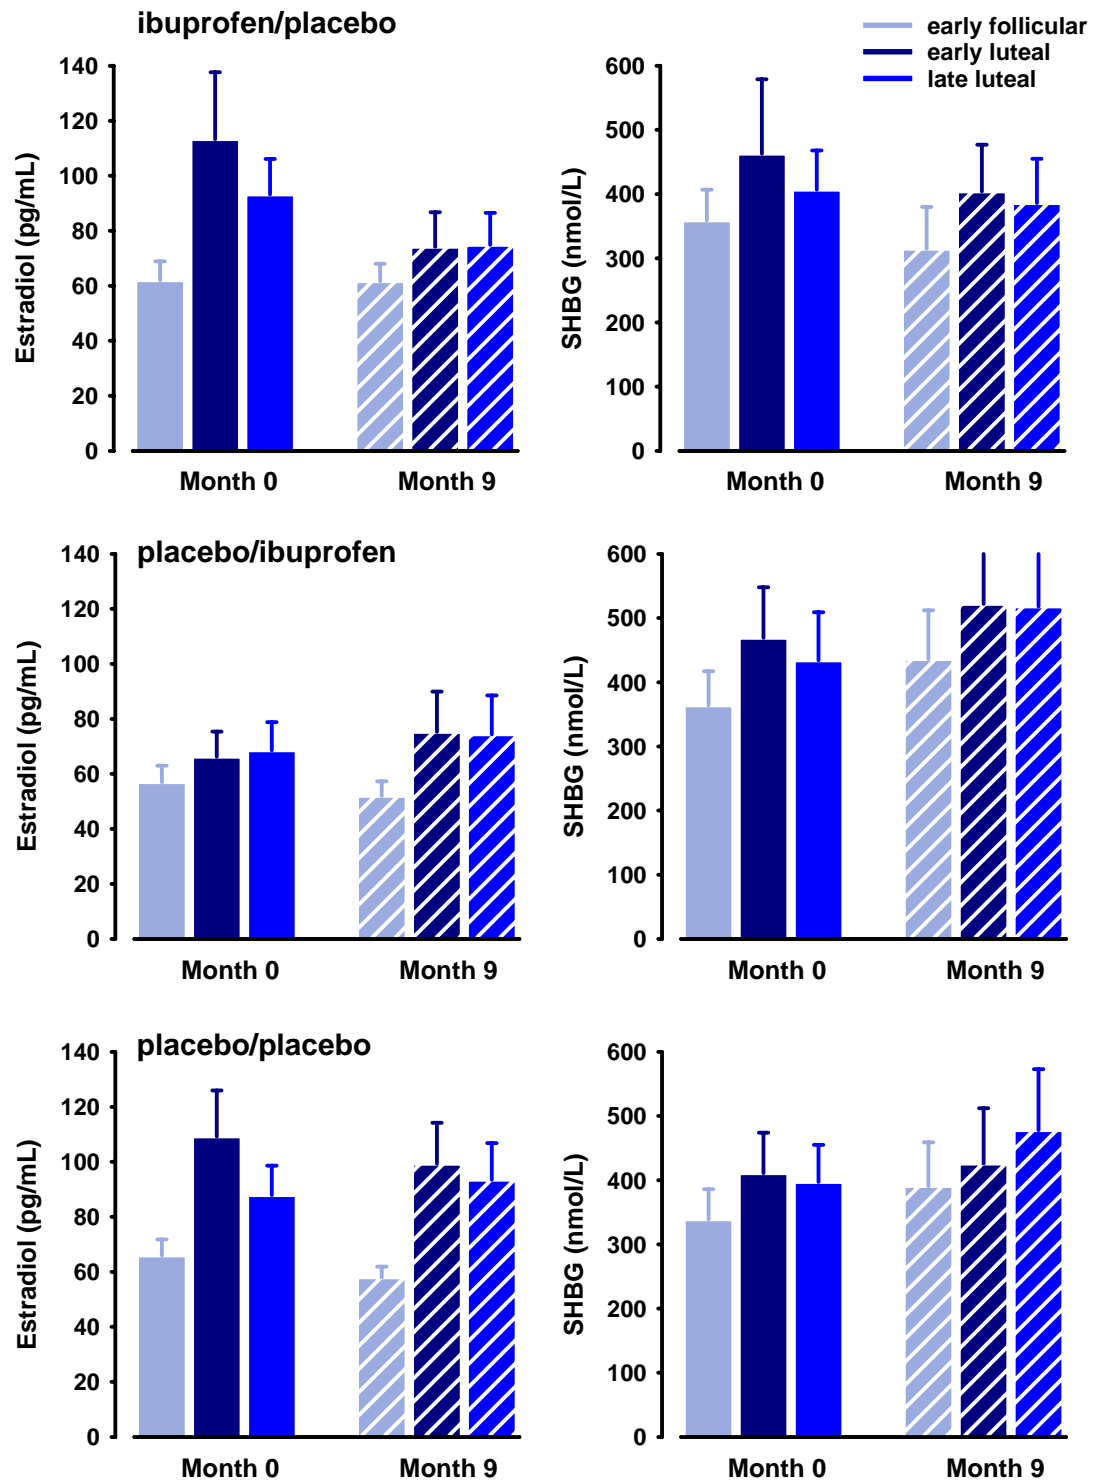 ibuprofen/placebo
early follicular
early luteal
late luteal
Estradiol (pg/mL)
140
120
100
80
60
40
20
0
Month 0
Month 9
SHBG (nmol/L)
600
500
400
300
200
100
0
Month 0
Month 9
placebo/ibuprofen
Estradiol (pg/mL)
140
120
100
80
60
40
20
0
Month 0
Month 9
SHBG (nmol/L)
600
500
400
300
200
100
0
Month 0
Month 9
placebo/placebo
Estradiol (pg/mL)
140
120
100
80
60
40
20
0
Month 0
Month 9
SHBG (nmol/L)
600
500
400
300
200
100
0
Month 0
Month 9